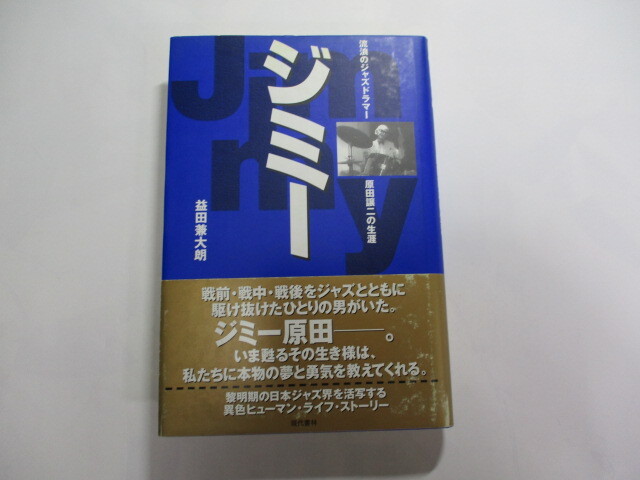 Jimmy
ジミー
流浪のジャズドラマー
原田譲二の生涯
益田兼大朗
戦前・戦中・戦後をジャズとともに
駆け抜けたひとりの男がいた。
ジミー原田――。
いま甦るその生き様は、
私たちに本物の夢と勇気を教えてくれる。
黎明期の日本ジャズ界を活写する
異色ヒューマン・ライフ・ストーリー
現代書林